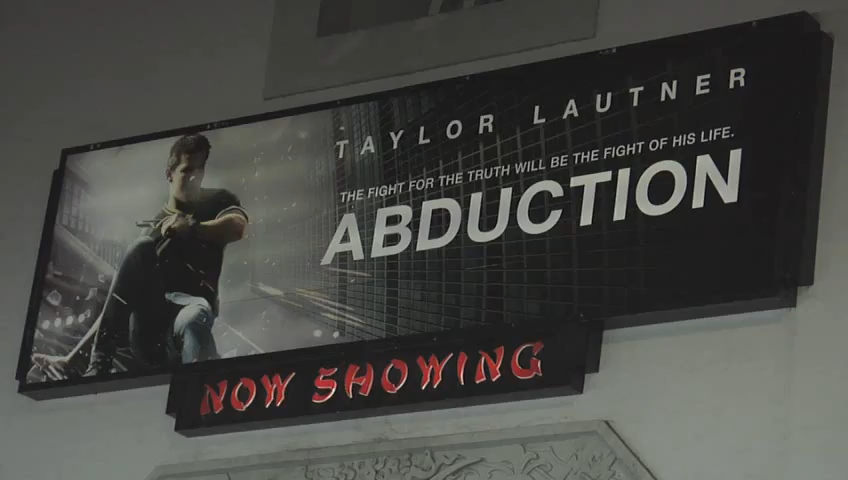 TAYLOR LAUTNER
THE FIGHT FOR THE TRUTH WILL BE THE FIGHT OF HIS LIFE.
ABDUCTION
NOW SHOWING